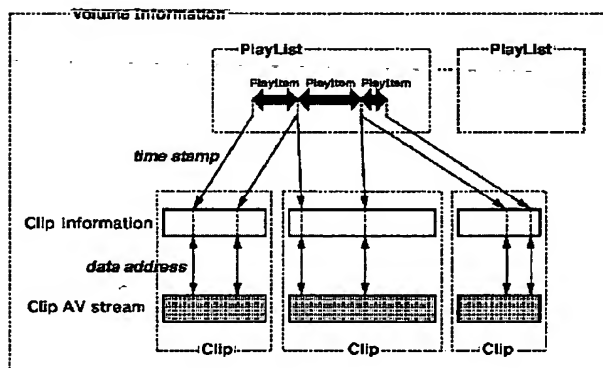 Volume Information
PlayList
PlayList
PlayItem PlayItem PlayItem
time stamp
Clip Information
data address
Clip AV stream
Clip
Clip
Clip